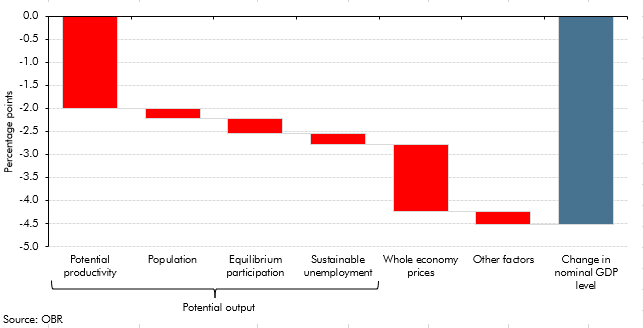 0.0
-0.5
-1.0
-1.5
-2.0
-2.5
-3.0
-3.5
-4.0
-4.5
-5.0
Percentage points
Potential
productivity
Population
Equilibrium
participation
Sustainable
unemployment
Whole economy
prices
Other factors
Change in
nominal GDP
level
Potential output
Source: OBR